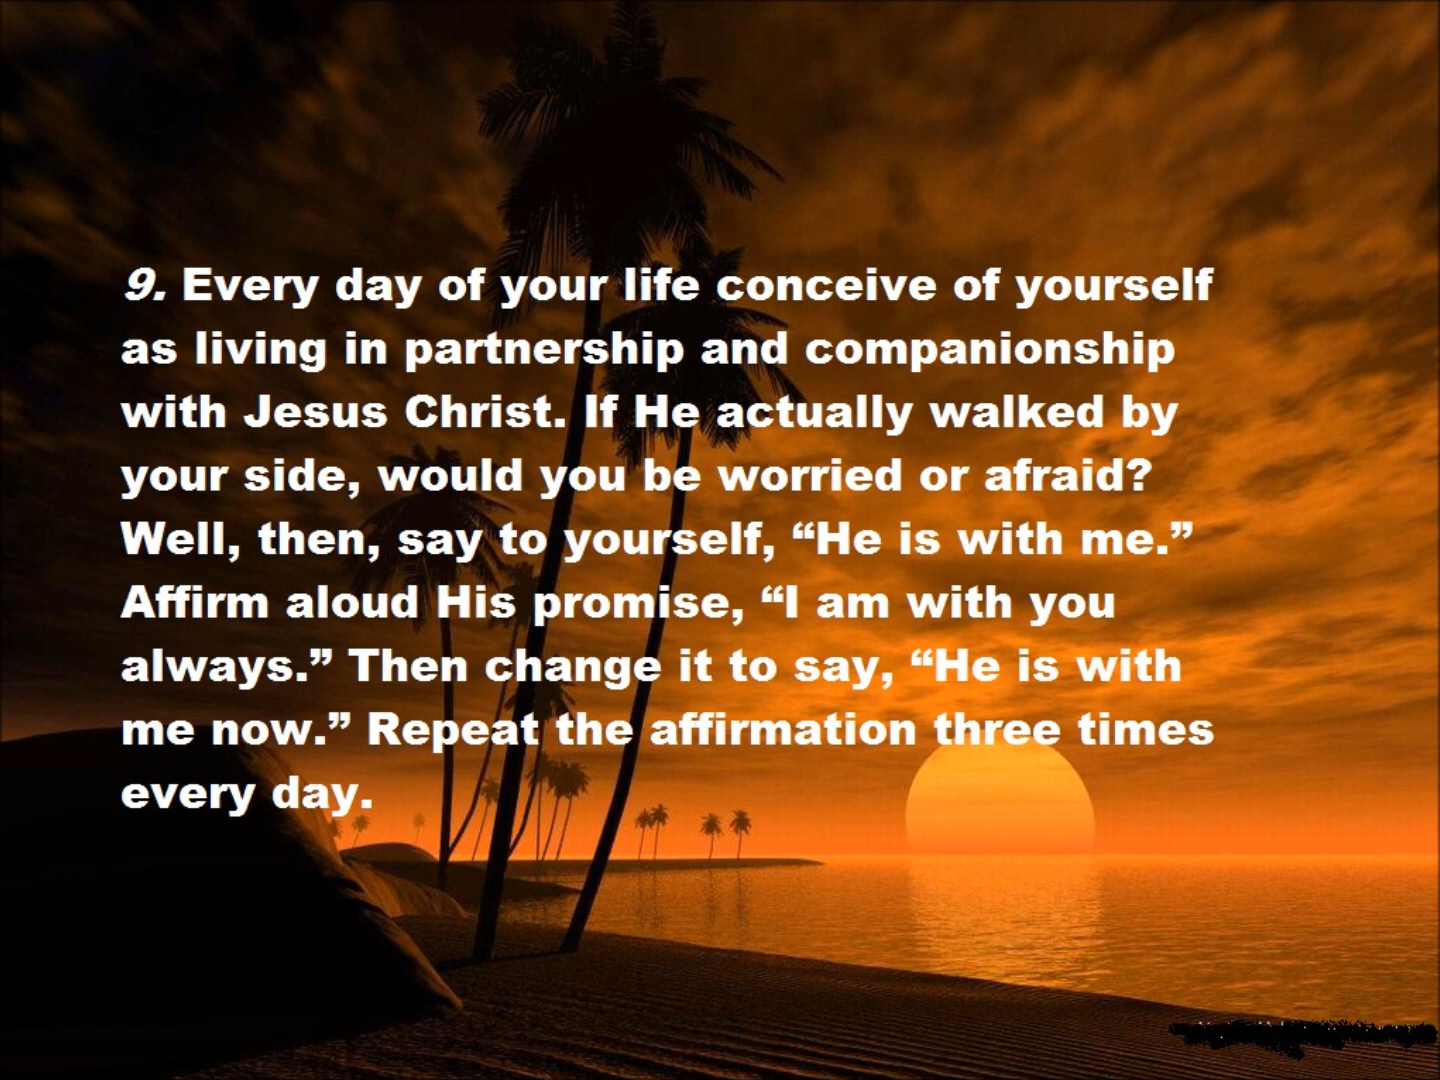 9. Every day of your life conceive of yourself
as living in partnership and companionship
with Jesus Christ. If He actually walked by
your side, would you be worried or afraid?
Well, then, say to yourself, “He is with me.”
Affirm aloud His promise, “I am with you
always.” Then change it to say, “He is with
me now.” Repeat the affirmation three times
every day.